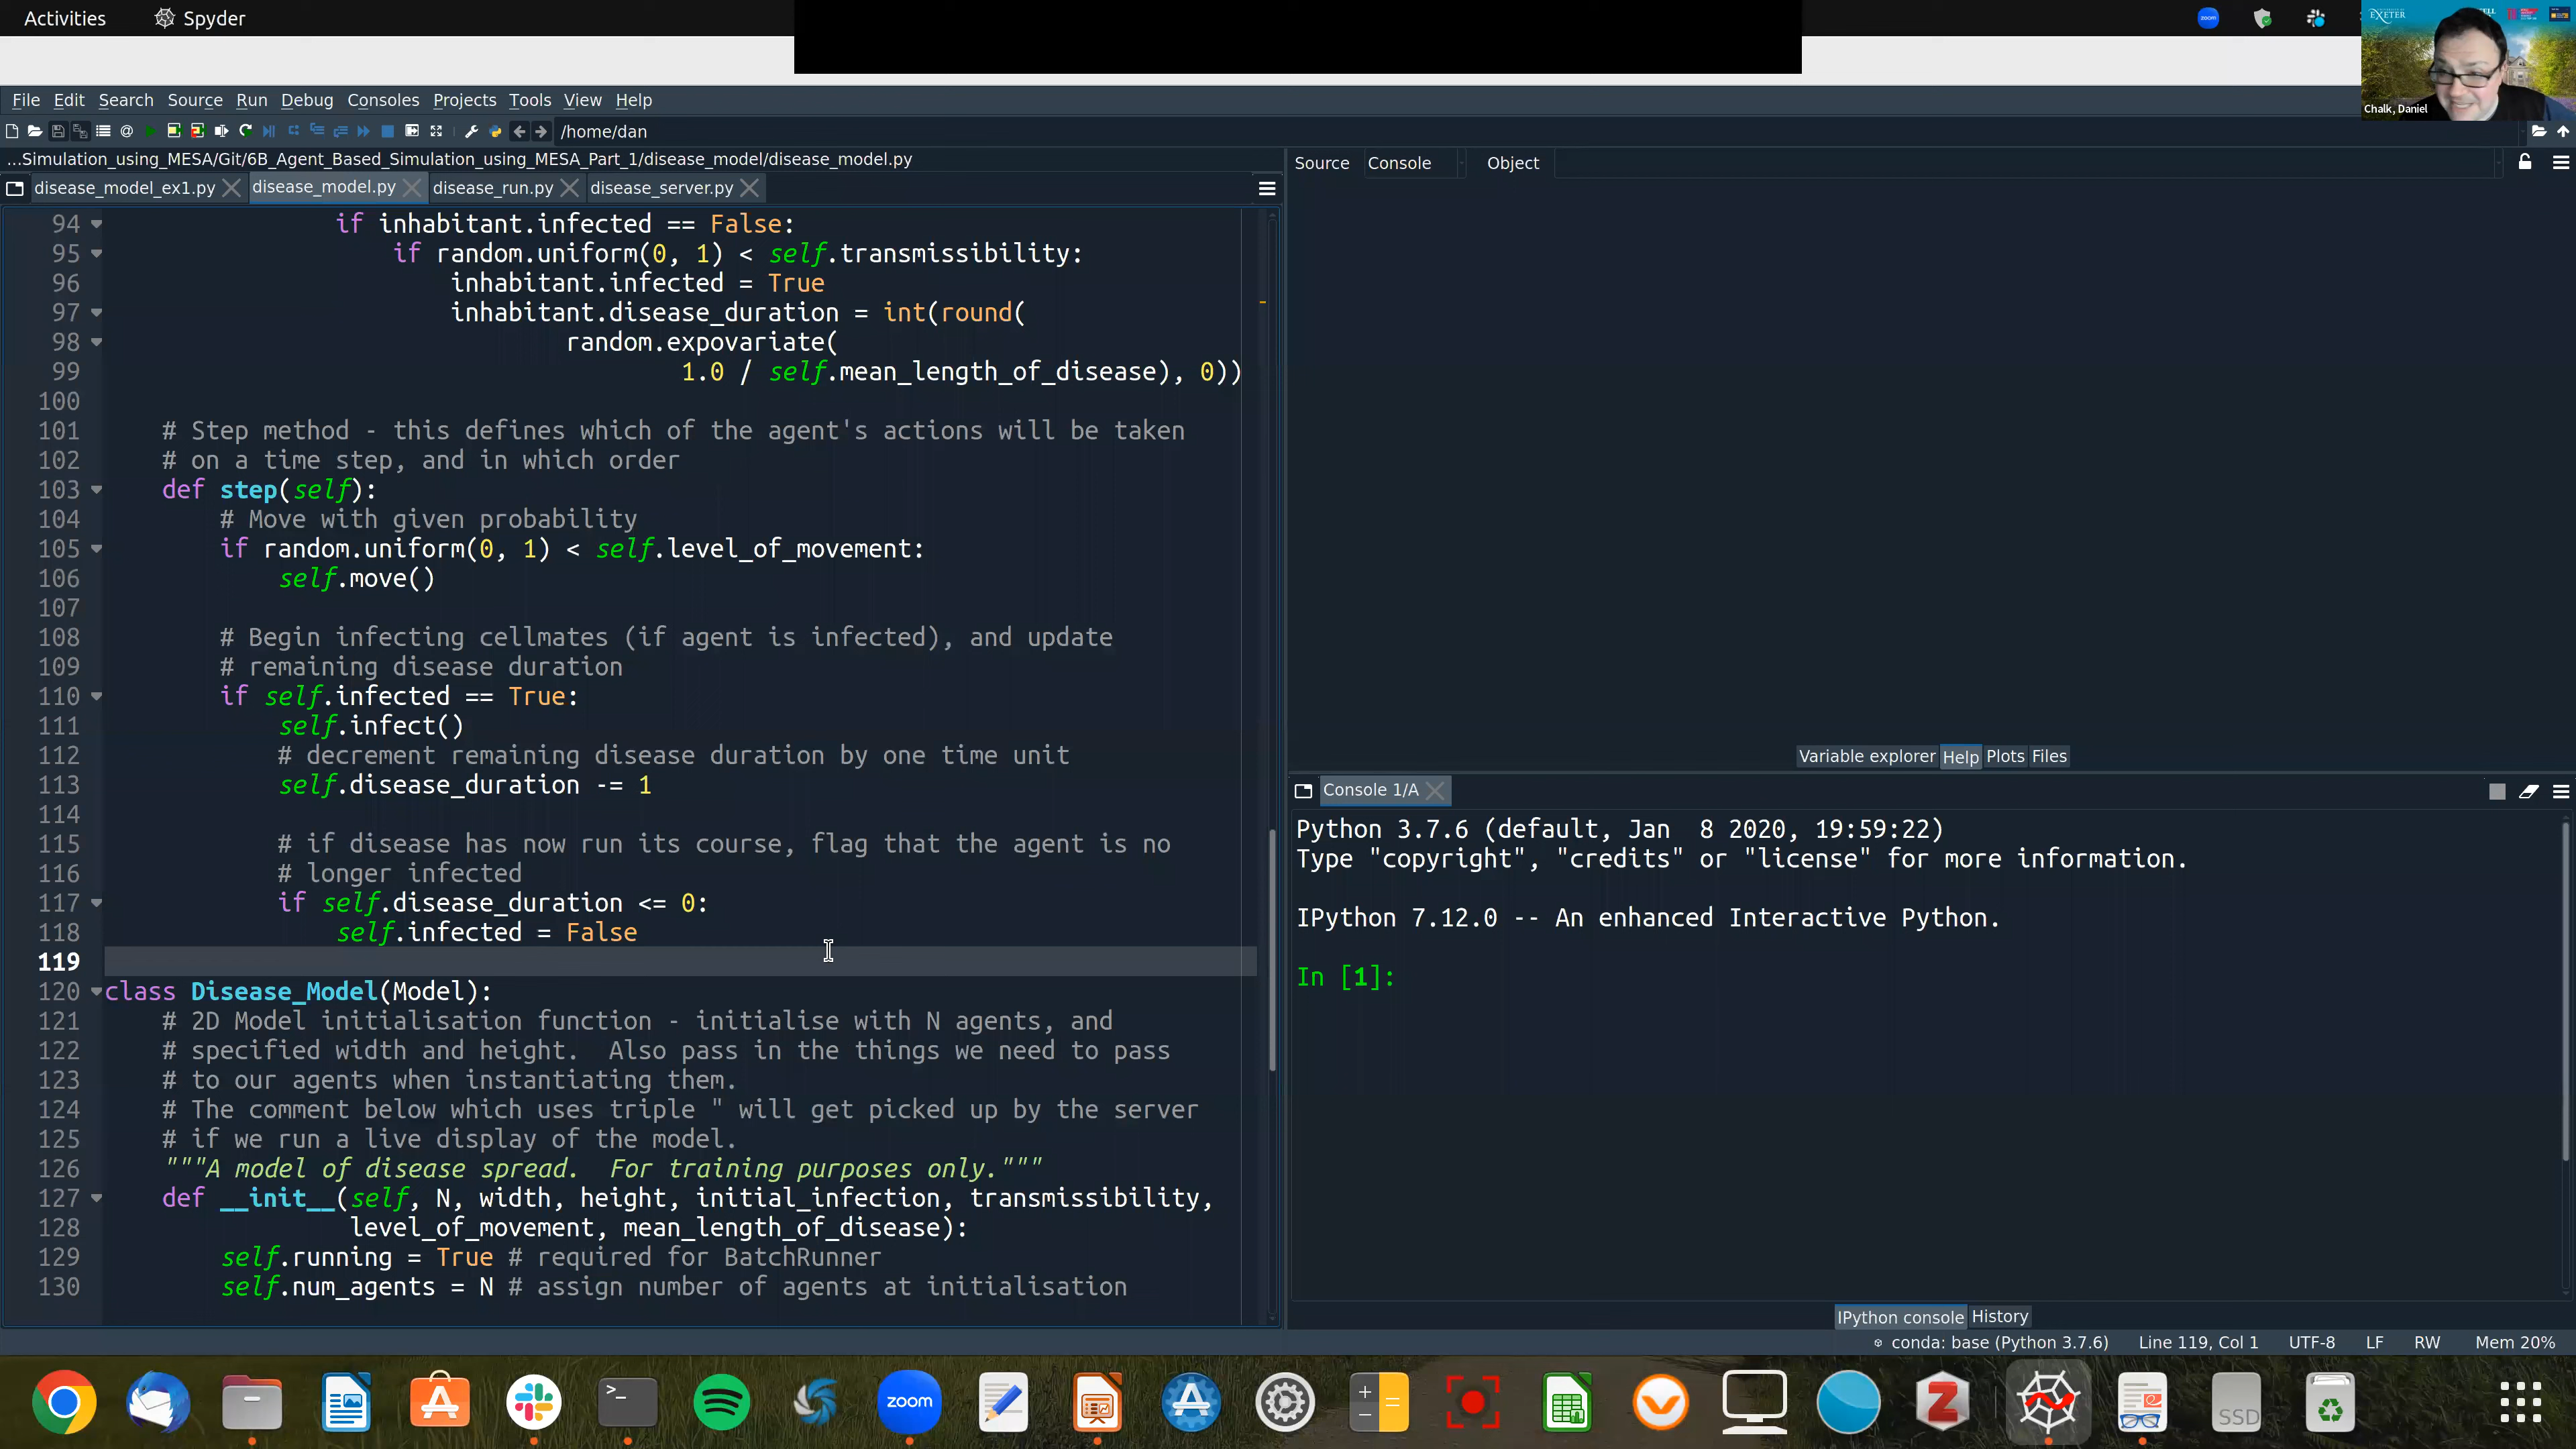 Activities Spyder
zoom
EXETER
Chalk, Daniel
File Edit Search Source Run Debug Consoles Projects Tools View Help
/home/dan
...Simulation_using_MESA/Git/6B_Agent_Based_Simulation_using_MESA_Part_1/disease_model/disease_model.py
Source Console Object
disease_model_ex1.py disease_model.py disease_run.py disease_server.py
94 if inhabitant.infected == False:
95 if random.uniform(0, 1) < self.transmissibility:
96 inhabitant.infected = True
97 inhabitant.disease_duration = int(round(
98 random.expovariate(
99 1.0 / self.mean_length_of_disease), 0))
100
101 # Step method - this defines which of the agent's actions will be taken
102 # on a time step, and in which order
103 def step(self):
104 # Move with given probability
105 if random.uniform(0, 1) < self.level_of_movement:
106 self.move()
107
108 # Begin infecting cellmates (if agent is infected), and update
109 # remaining disease duration
110 if self.infected == True:
111 self.infect()
112 # decrement remaining disease duration by one time unit
113 self.disease_duration -= 1
114
115 # if disease has now run its course, flag that the agent is no
116 # longer infected
117 if self.disease_duration <= 0:
118 self.infected = False
119
120 class Disease_Model(Model):
121 # 2D Model initialisation function - initialise with N agents, and
122 # specified width and height.  Also pass in the things we need to pass
123 # to our agents when instantiating them.
124 # The comment below which uses triple " will get picked up by the server
125 # if we run a live display of the model.
126 """A model of disease spread.  For training purposes only."""
127 def __init__(self, N, width, height, initial_infection, transmissibility,
128 level_of_movement, mean_length_of_disease):
129 self.running = True # required for BatchRunner
130 self.num_agents = N # assign number of agents at initialisation
Variable explorer Help Plots Files
Console 1/A
Python 3.7.6 (default, Jan  8 2020, 19:59:22)
Type "copyright", "credits" or "license" for more information.
IPython 7.12.0 -- An enhanced Interactive Python.
In [1]:
IPython console History
conda: base (Python 3.7.6) Line 119, Col 1 UTF-8 LF RW Mem 20%
zoom
SSD